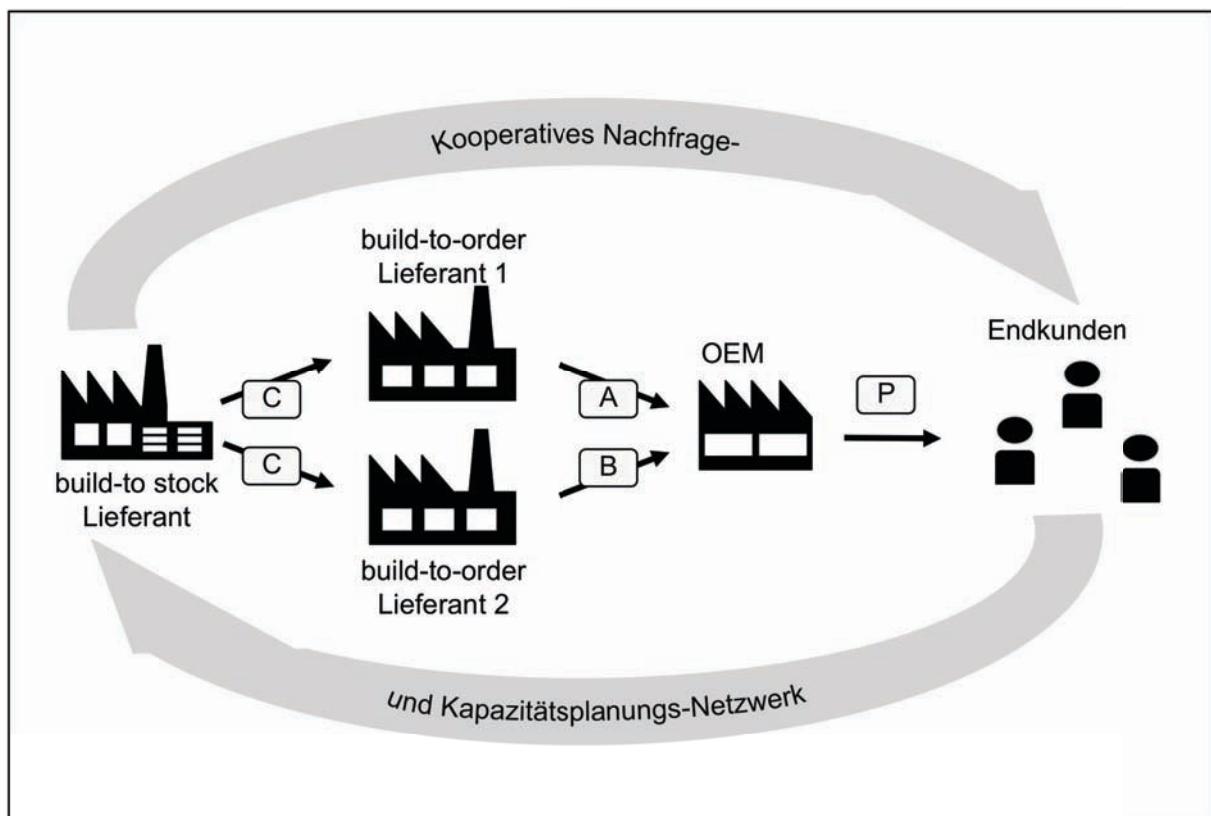 Kooperatives Nachfrage-
build-to-order
Lieferant 1
Endkunden
OEM
P
C
A
C
B
build-to stock
Lieferant
build-to-order
Lieferant 2
und Kapazitätsplanungs-Netzwerk